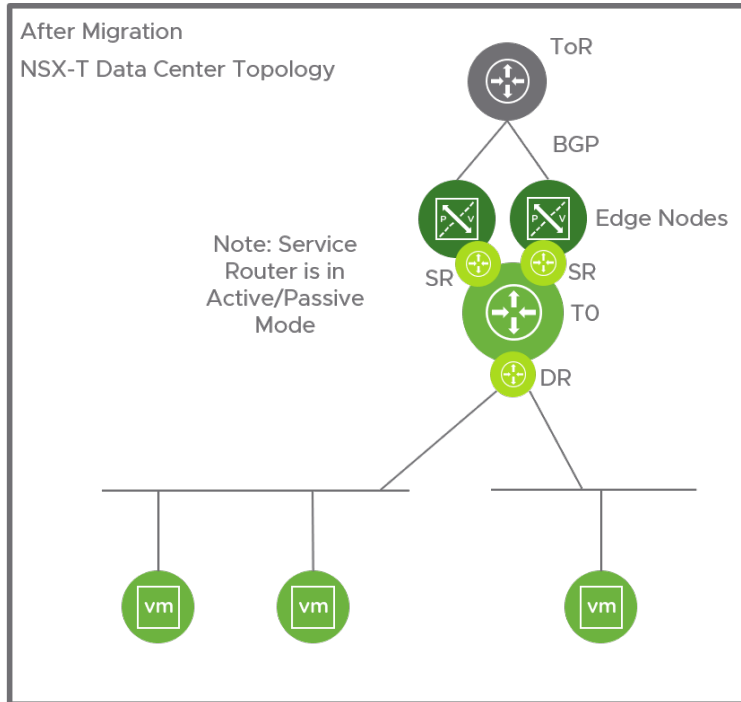 After Migration
NSX-T Data Center Topology
ToR
BGP
P V
P V
Edge Nodes
Note: Service
Router is in
Active/Passive
Mode
SR
SR
T0
DR
vm
vm
vm